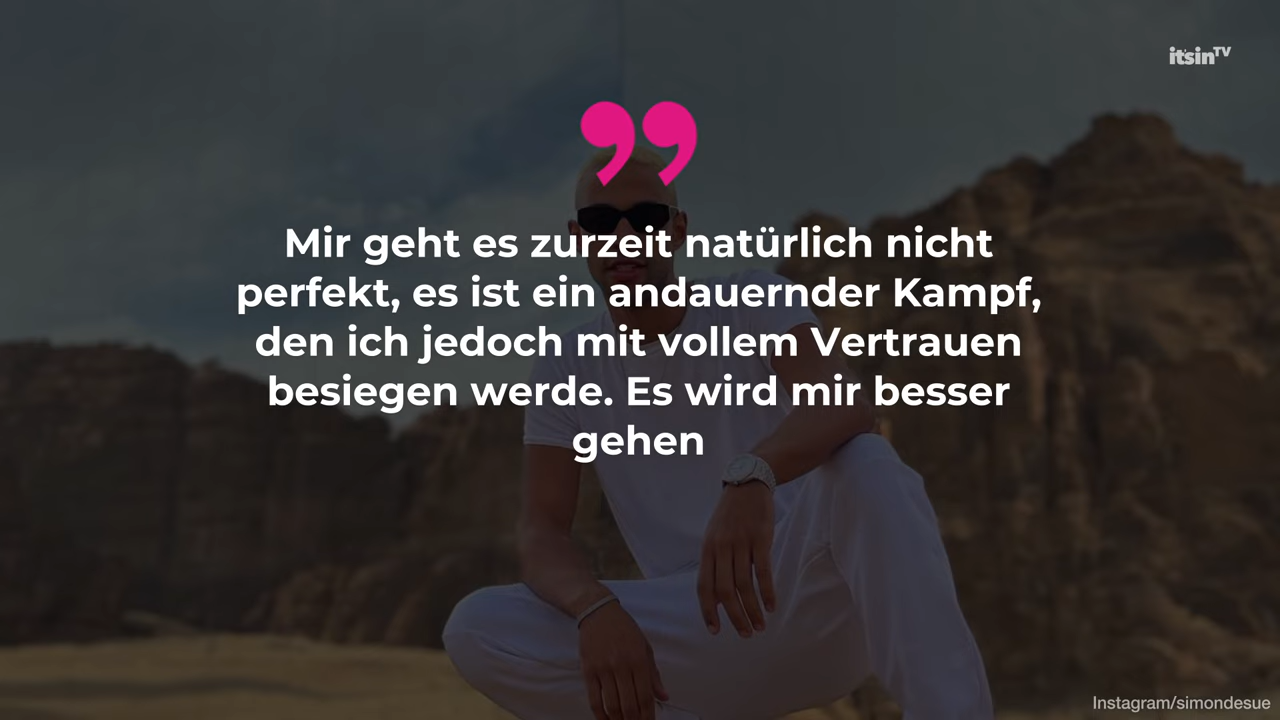 itsinTV
Mir geht es zurzeit natürlich nicht
perfekt, es ist ein andauernder Kampf,
den ich jedoch mit vollem Vertrauen
besiegen werde. Es wird mir besser
gehen
Instagram/simondesue